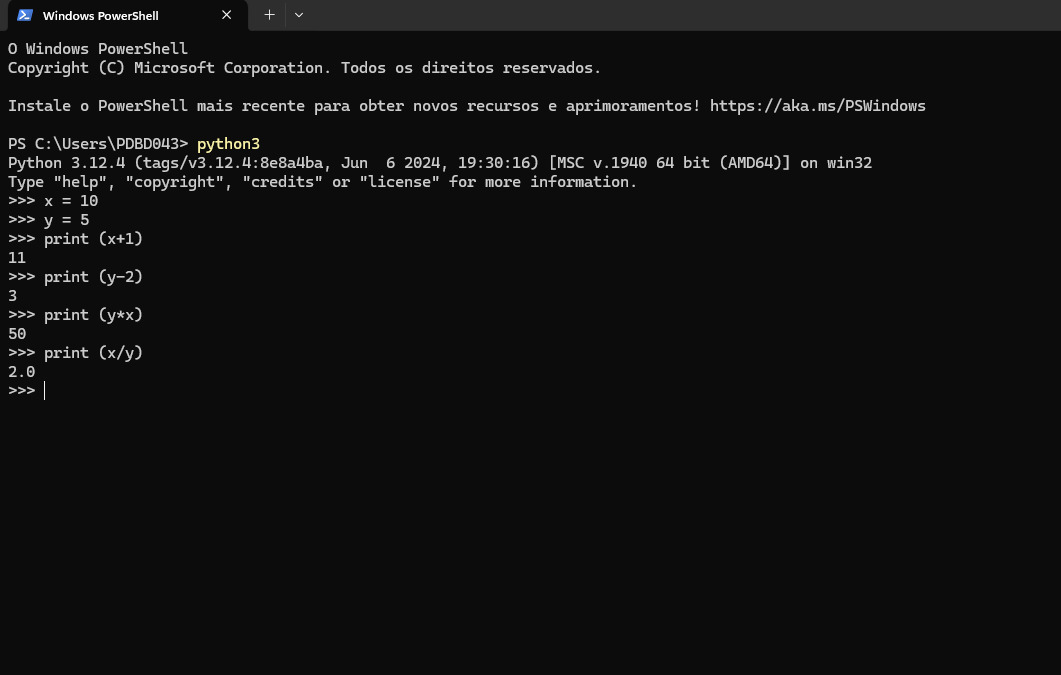 Windows PowerShell
O Windows PowerShell
Copyright (C) Microsoft Corporation. Todos os direitos reservados.
Instale o PowerShell mais recente para obter novos recursos e aprimoramentos! https://aka.ms/PSWindows
PS C:\Users\PDBD043> python3
Python 3.12.4 (tags/v3.12.4:8e8a4ba, Jun  6 2024, 19:30:16) [MSC v.1940 64 bit (AMD64)] on win32
Type "help", "copyright", "credits" or "license" for more information.
>>> x = 10
>>> y = 5
>>> print (x+1)
11
>>> print (y-2)
3
>>> print (y*x)
50
>>> print (x/y)
2.0
>>>